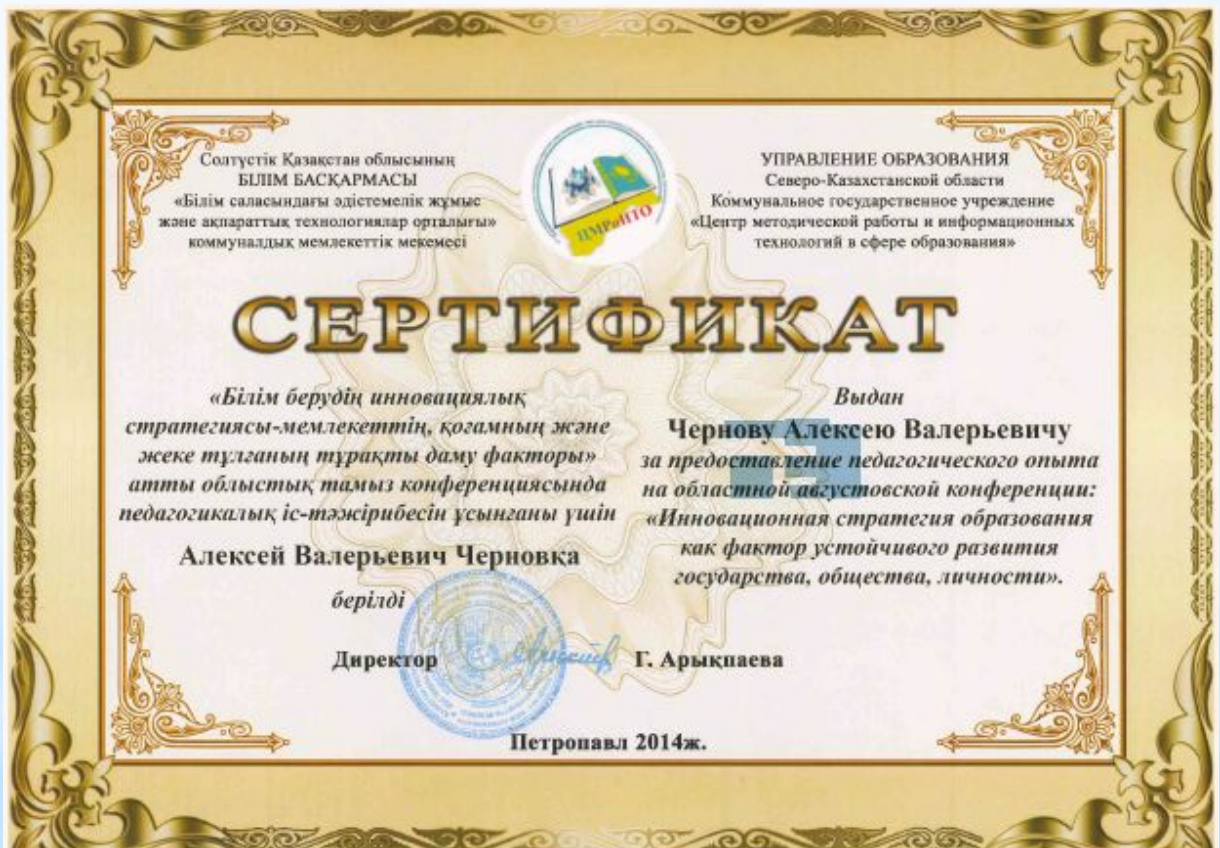 Солтүстік Қазақстан облысының
БІЛІМ БАСҚАРМАСЫ
«Білім саласындағы әдістемелік жұмыс
және ақпараттық технологиялар орталығы»
коммуналдық мемлекеттік мекемесі
ЦМРиИТО
УПРАВЛЕНИЕ ОБРАЗОВАНИЯ
Северо-Казахстанской области
Коммунальное государственное учреждение
«Центр методической работы и информационных
технологий в сфере образования»
СЕРТИФИКАТ
«Білім берудің инновациялық
стратегиясы-мемлекеттің, қоғамның және
жеке тұлғаның тұрақты даму факторы»
атты облыстық тамыз конференциясында
педагогикалық іс-тәжірибесін ұсынғаны үшін
Алексей Валерьевич Черновқа
берілді
Выдан
Чернову Алексею Валерьевичу
за предоставление педагогического опыта
на областной августовской конференции:
«Инновационная стратегия образования
как фактор устойчивого развития
государства, общества, личности».
Директор Г. Арықпаева
Петропавл 2014ж.